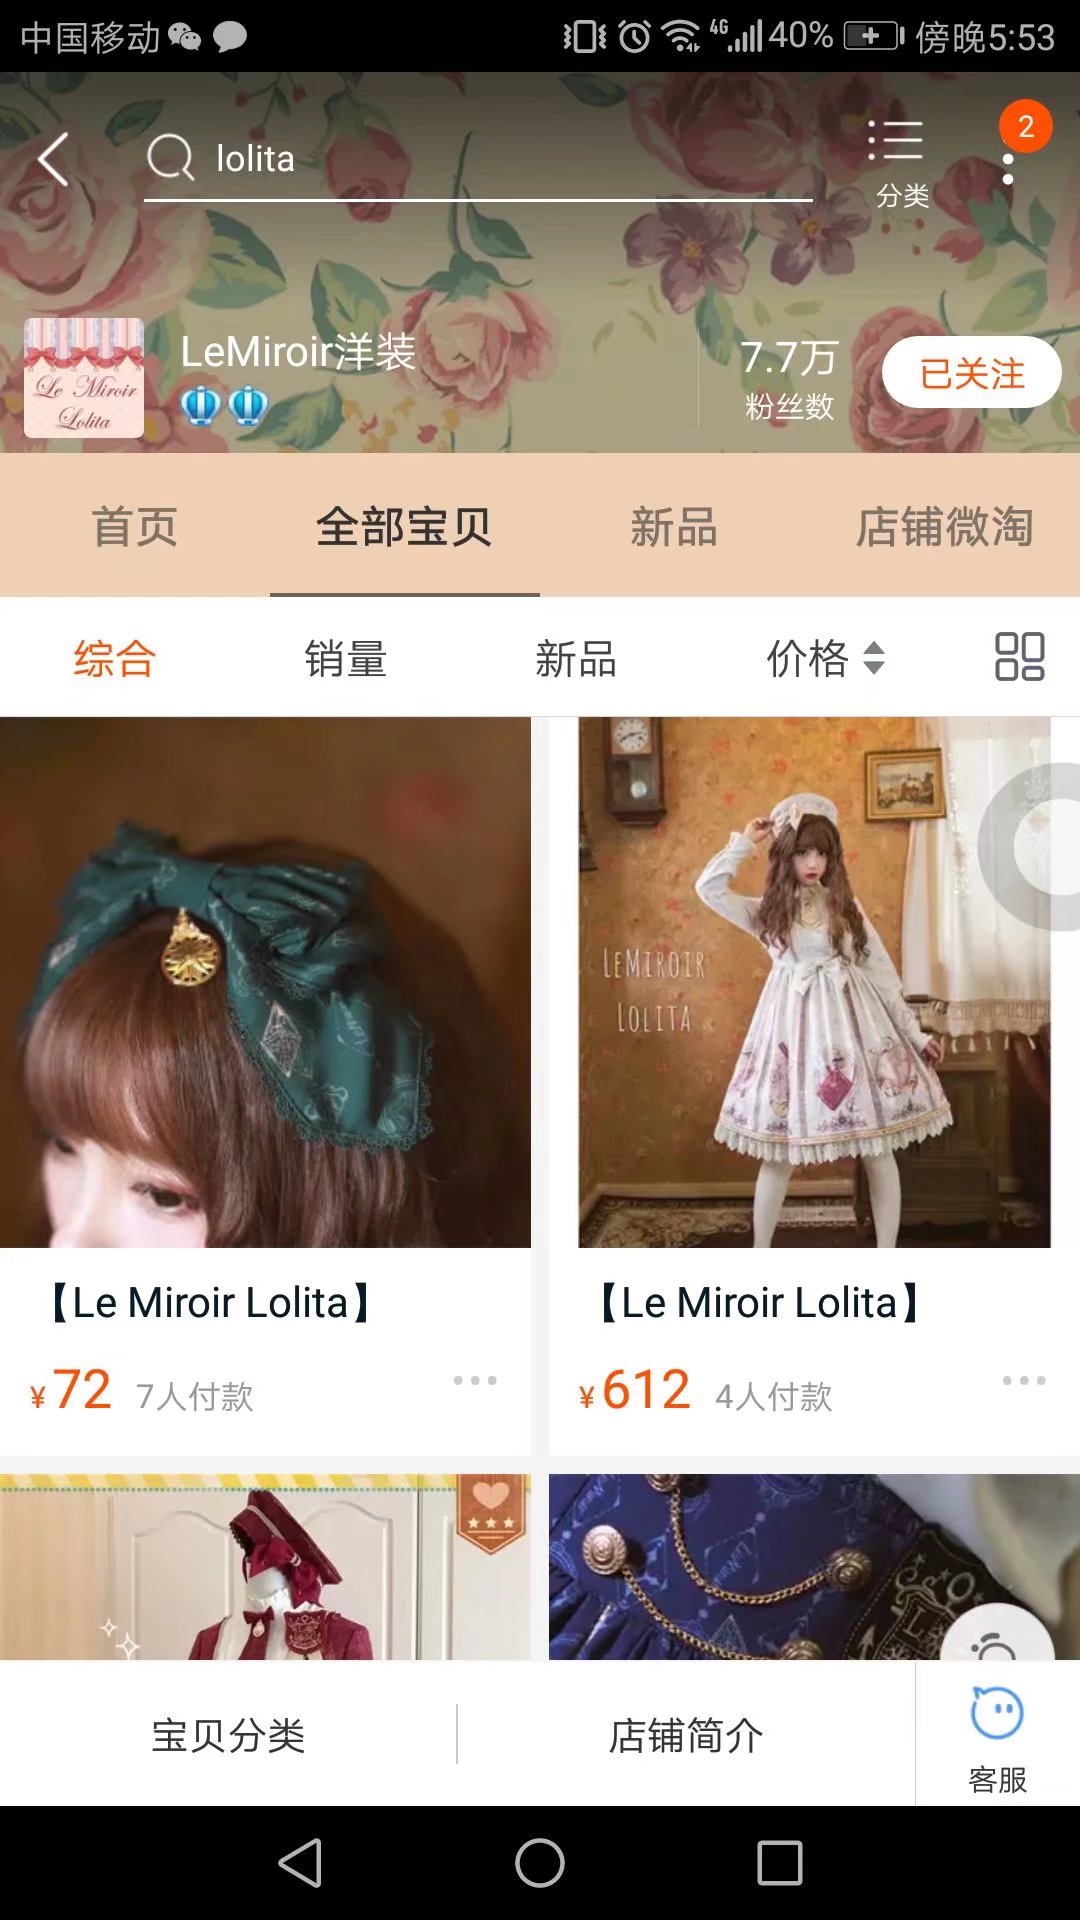 中国移动
4G
40%
傍晚5:53
lolita
分类
2
Le Miroir
Lolita
LeMiroir洋装
7.7万
粉丝数
已关注
首页
全部宝贝
新品
店铺微淘
综合
销量
新品
价格
LEMIROIR
LOLITA
【Le Miroir Lolita】
¥72 7人付款
【Le Miroir Lolita】
¥612 4人付款
宝贝分类
店铺简介
客服